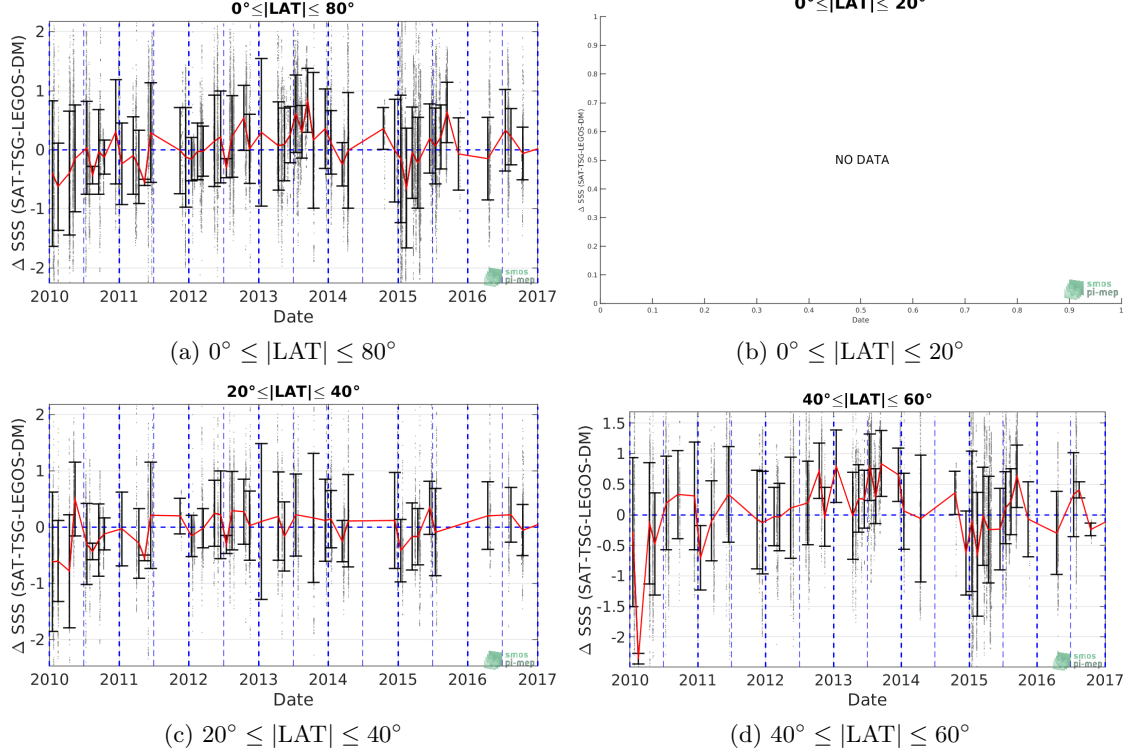 0°≤|LAT|≤ 80°
Δ SSS (SAT-TSG-LEGOS-DM)
2
1
0
-1
-2
2010 2011 2012 2013 2014 2015 2016 2017
Date
smos
pi-mep
(a) 0° ≤ |LAT| ≤ 80°
0°≤|LAT|≤ 20°
Δ SSS (SAT-TSG-LEGOS-DM)
1
0.9
0.8
0.7
0.6
0.5
0.4
0.3
0.2
0.1
0
NO DATA
0 0.1 0.2 0.3 0.4 0.5 0.6 0.7 0.8 0.9 1
Date
smos
pi-mep
(b) 0° ≤ |LAT| ≤ 20°
20°≤|LAT|≤ 40°
Δ SSS (SAT-TSG-LEGOS-DM)
2
1
0
-1
-2
2010 2011 2012 2013 2014 2015 2016 2017
Date
smos
pi-mep
(c) 20° ≤ |LAT| ≤ 40°
40°≤|LAT|≤ 60°
Δ SSS (SAT-TSG-LEGOS-DM)
1.5
1
0.5
0
-0.5
-1
-1.5
-2
2010 2011 2012 2013 2014 2015 2016 2017
Date
smos
pi-mep
(d) 40° ≤ |LAT| ≤ 60°